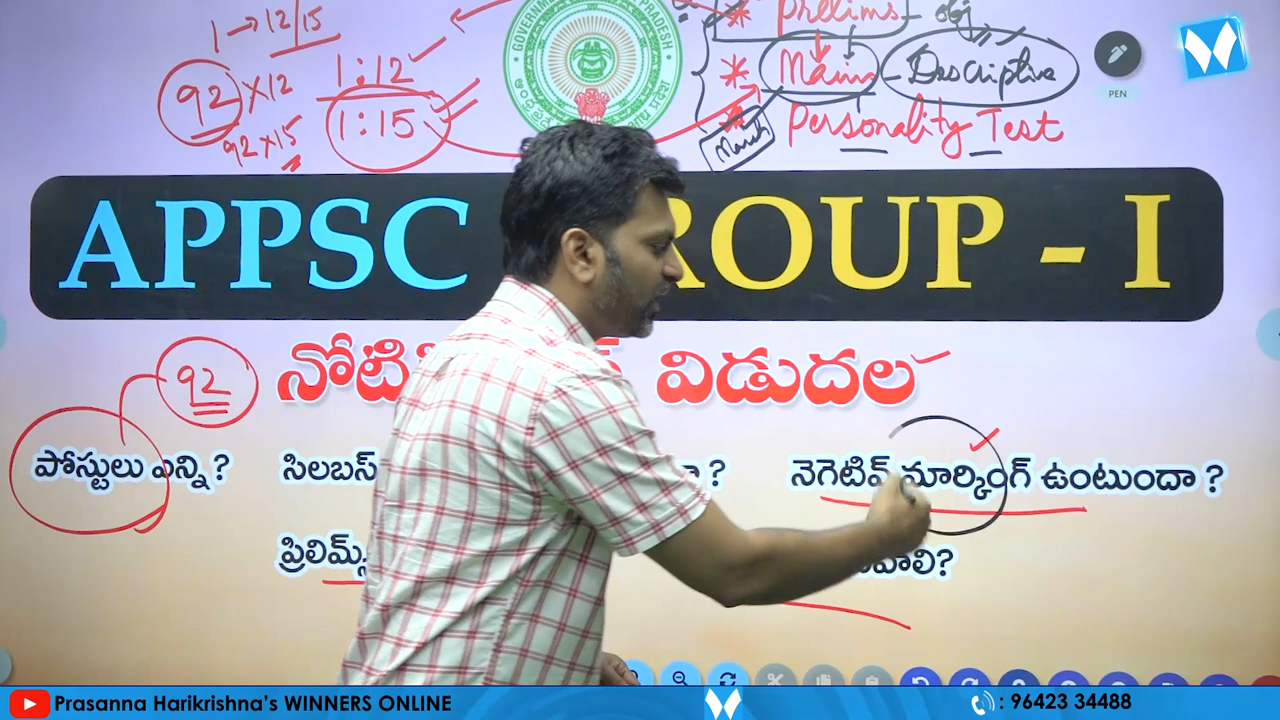 1 → 12/15
1:12
92 × 12
1:15
92 × 15
* Prelims - obj
* Mains - Descriptive
* Personality Test
PEN
APPSC ROUP - I
92
విడుదల
పోస్టులు ఎన్ని ?
సిలబస్ ?
నెగెటివ్ మార్కింగ్ ఉంటుందా ?
ప్రిలిమ్స్
Prasanna Harikrishna's WINNERS ONLINE
: 96423 34488